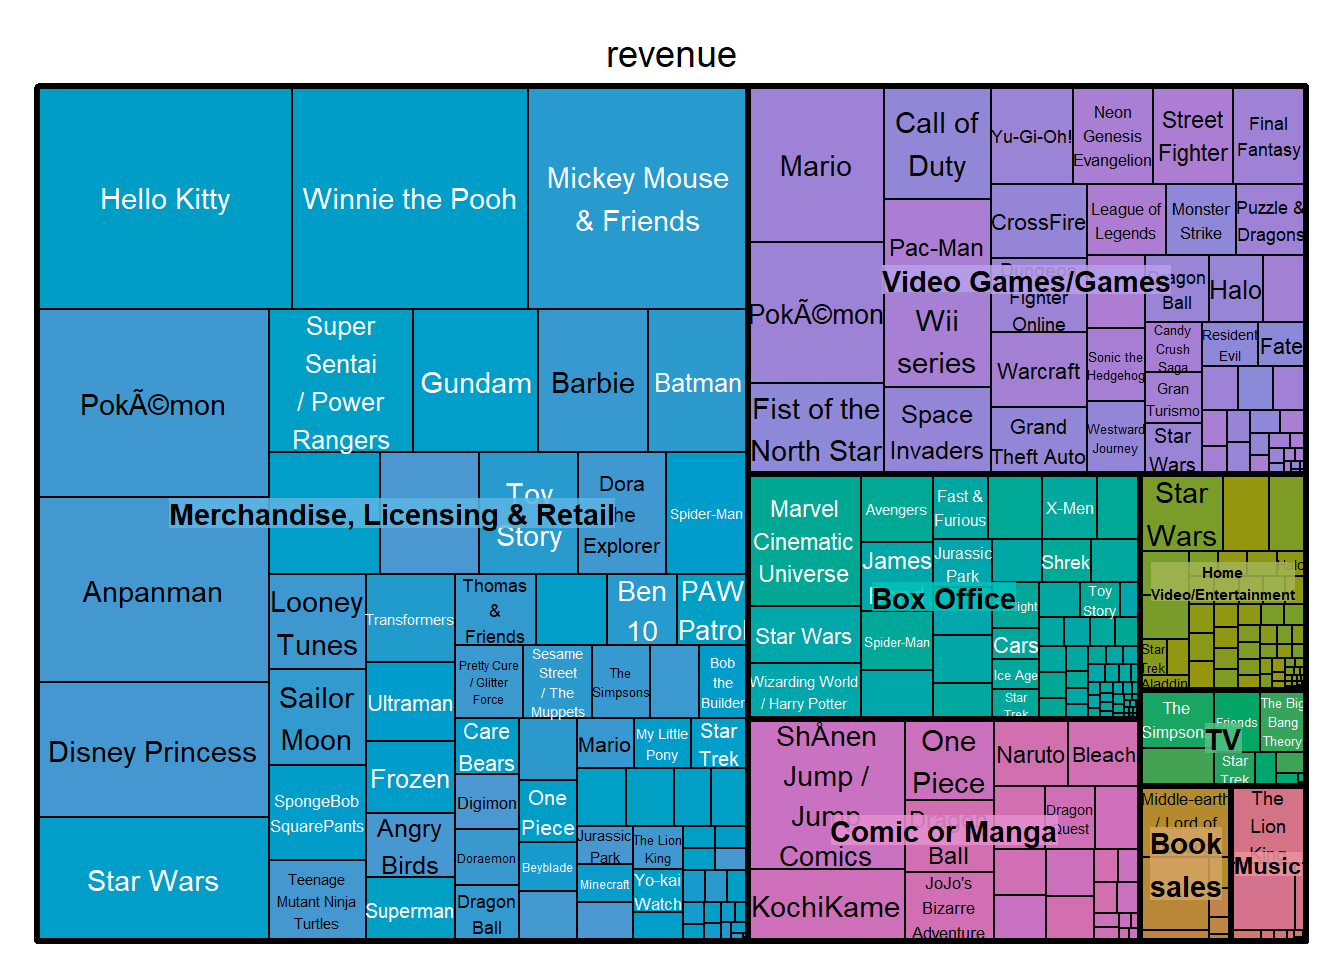 revenue
Hello Kitty
Winnie the Pooh
Mickey Mouse
& Friends
PokÃ©mon
Super
Sentai
/ Power
Rangers
Gundam
Barbie
Batman
Merchandise, Licensing & Retail
Toy
Story
Dora
the
Explorer
Spider-Man
Anpanman
Looney
Tunes
Transformers
Thomas
&
Friends
Ben
10
PAW
Patrol
Disney Princess
Sailor
Moon
Ultraman
Pretty Cure
/ Glitter
Force
Sesame
Street
/ The
Muppets
The
Simpsons
Bob
the
Builder
Star Wars
SpongeBob
SquarePants
Frozen
Care
Bears
Mario
My Little
Pony
Star
Trek
Teenage
Mutant Ninja
Turtles
Angry
Birds
Digimon
One
Piece
Superman
Doraemon
Beyblade
Jurassic
Park
The Lion
King
Dragon
Ball
Minecraft
Yo-kai
Watch
Mario
Call of
Duty
Yu-Gi-Oh!
Neon
Genesis
Evangelion
Street
Fighter
Final
Fantasy
PokÃ©mon
Pac-Man
CrossFire
League of
Legends
Monster
Strike
Puzzle &
Dragons
Video Games/Games
Dungeon
Fighter
Online
Dragon
Ball
Halo
Wii
series
Warcraft
Sonic the
Hedgehog
Candy
Crush
Saga
Resident
Evil
Fate
Fist of the
North Star
Space
Invaders
Grand
Theft Auto
Westward
Journey
Gran
Turismo
Star
Wars
Marvel
Cinematic
Universe
Avengers
Fast &
Furious
X-Men
James
Jurassic
Park
Shrek
Box Office
Toy
Story
Star Wars
Spider-Man
Cars
Wizarding World
/ Harry Potter
Ice Age
Star
Trek
Star
Wars
Halo
Home
Video/Entertainment
Star
Trek
Aladdin
The
Simpsons
Friends
The Big
Bang
Theory
TV
Star
Trek
ShÅnen
Jump /
Jump
Comics
One
Piece
Naruto
Bleach
Comic or Manga
Dragon
Ball
Dragon
Quest
KochiKame
JoJo's
Bizarre
Adventure
Middle-earth
/ Lord of
Book
sales
The
Lion
King
Music